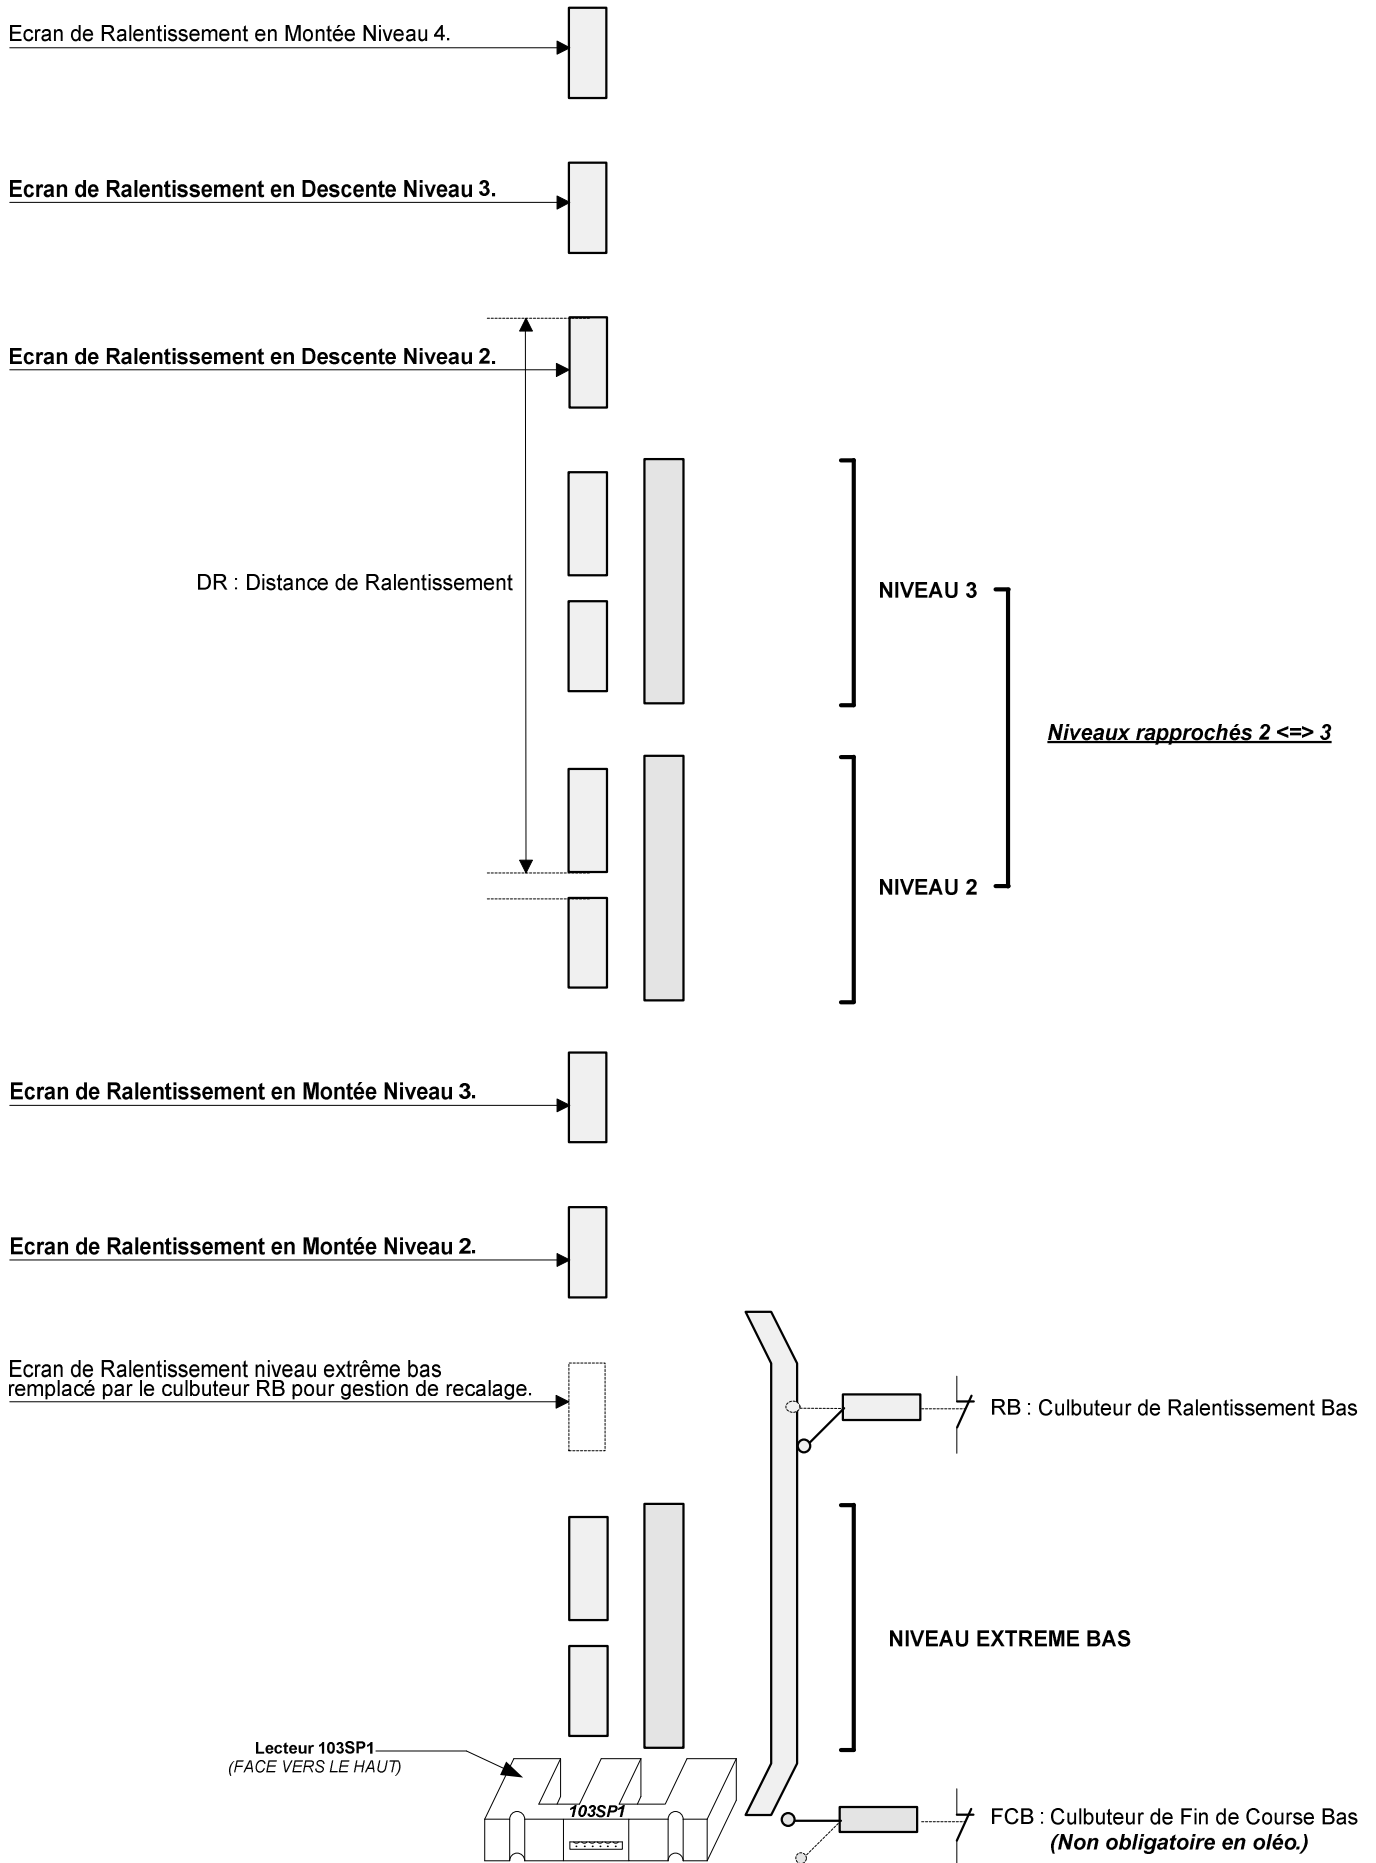 Ecran de Ralentissement en Montée Niveau 4.
Ecran de Ralentissement en Descente Niveau 3.
Ecran de Ralentissement en Descente Niveau 2.
DR : Distance de Ralentissement
NIVEAU 3
Niveaux rapprochés 2 <=> 3
NIVEAU 2
Ecran de Ralentissement en Montée Niveau 3.
Ecran de Ralentissement en Montée Niveau 2.
Ecran de Ralentissement niveau extrême bas
remplacé par le culbuteur RB pour gestion de recalage.
RB : Culbuteur de Ralentissement Bas
NIVEAU EXTREME BAS
Lecteur 103SP1
(FACE VERS LE HAUT)
103SP1
FCB : Culbuteur de Fin de Course Bas
(Non obligatoire en oléo.)